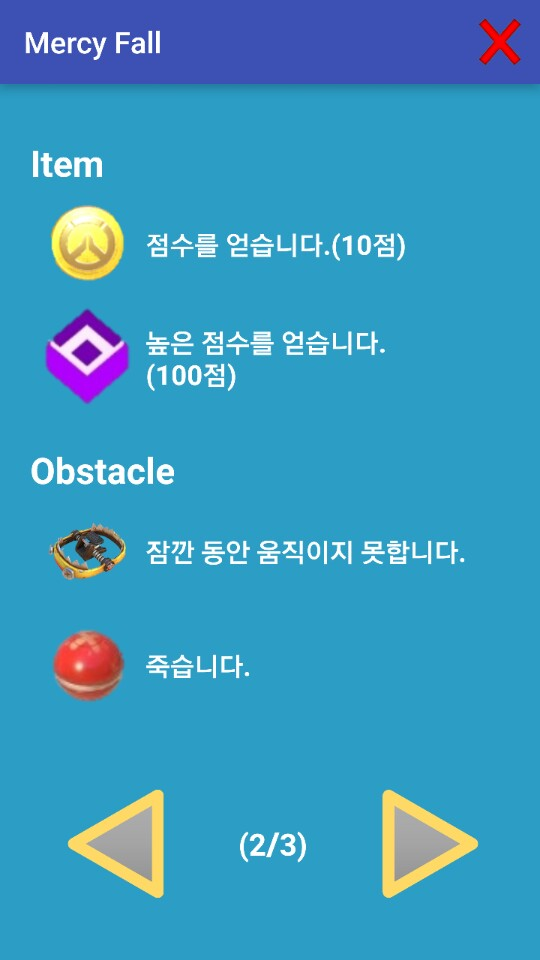 Mercy Fall
Item
점수를 얻습니다.(10점)
높은 점수를 얻습니다.
(100점)
Obstacle
잠깐 동안 움직이지 못합니다.
죽습니다.
(2/3)